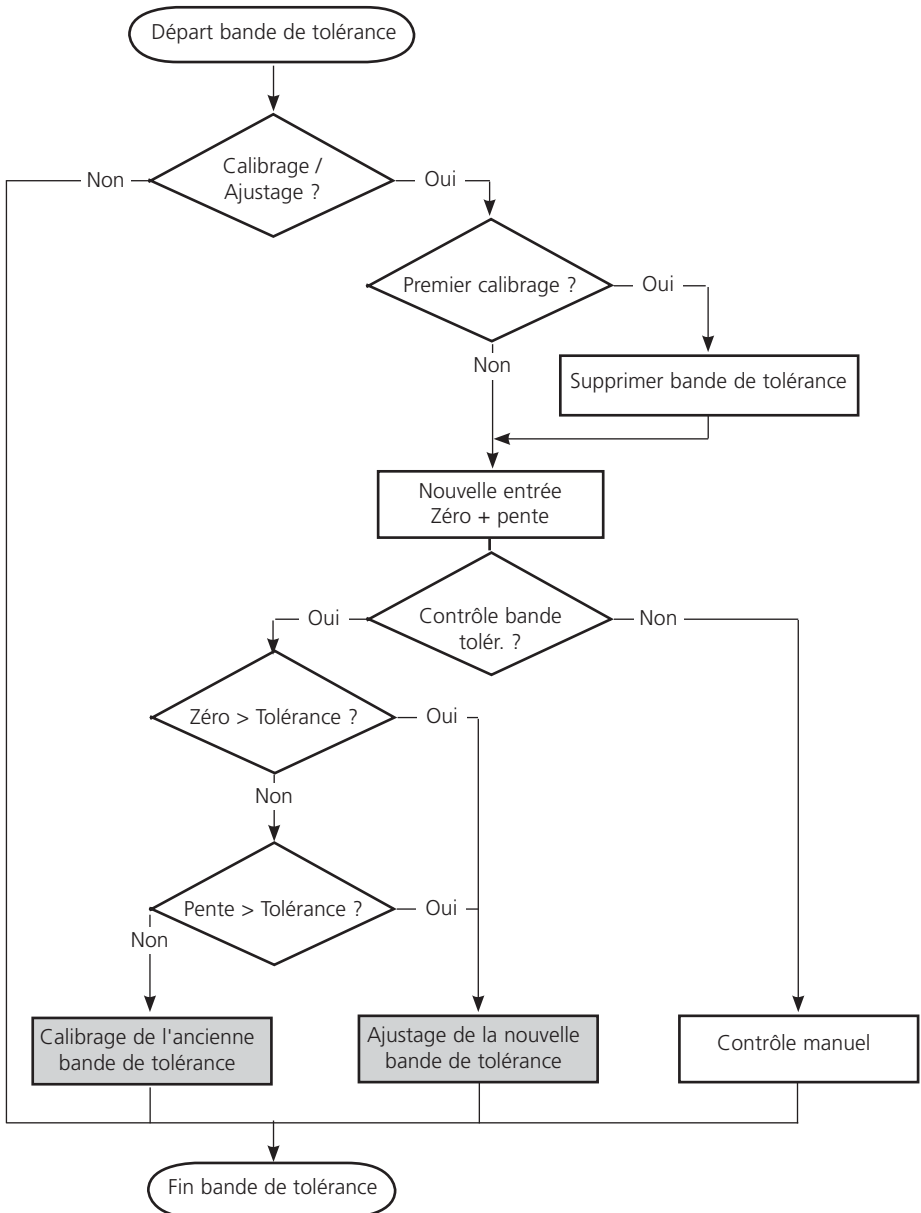 Départ bande de tolérance
Calibrage /
Ajustage ?
Non
Oui
Premier calibrage ?
Oui
Non
Supprimer bande de tolérance
Nouvelle entrée
Zéro + pente
Contrôle bande
tolér. ?
Oui
Non
Zéro > Tolérance ?
Oui
Non
Pente > Tolérance ?
Oui
Non
Calibrage de l'ancienne
bande de tolérance
Ajustage de la nouvelle
bande de tolérance
Contrôle manuel
Fin bande de tolérance